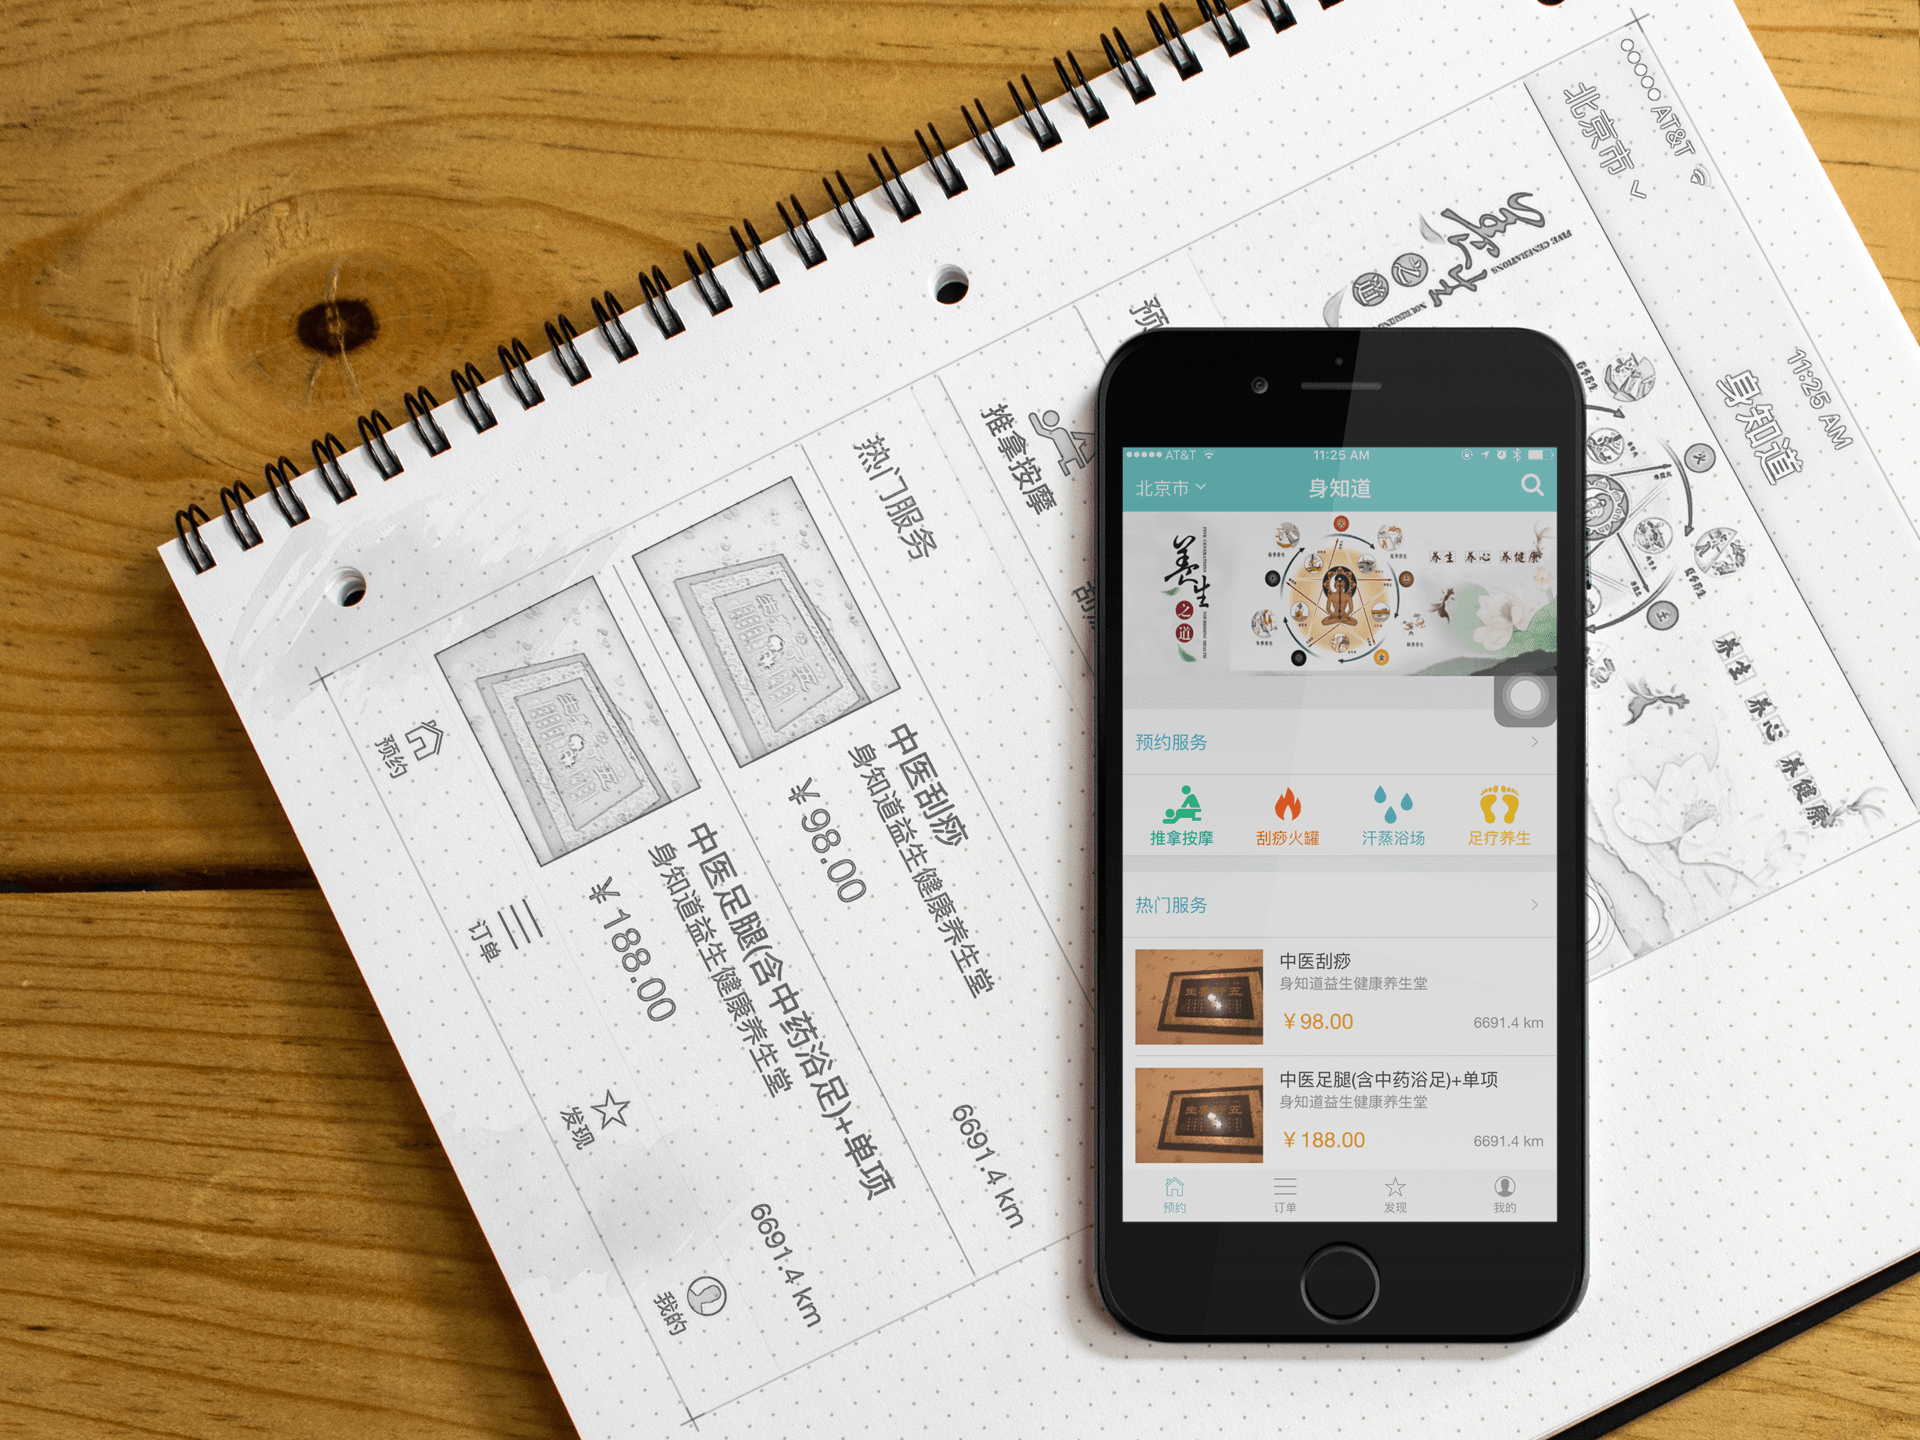 AT&T 11:25 AM
北京市 身知道
养生之道
养生 养心 养健康
预约服务
推拿按摩 刮痧火罐 汗蒸浴场 足疗养生
热门服务
中医刮痧
身知道益生健康养生堂
¥98.00 6691.4 km
中医足腿(含中药浴足)+单项
身知道益生健康养生堂
¥188.00 6691.4 km
预约 订单 发现 我的
AT&T 11:25 AM
北京市 身知道
养生之道
FIVE GENERATIONS
养生 养心 养健康
预
推拿按摩 刮
热门服务
中医刮痧
身知道益生健康养生堂
¥98.00 6691.4 km
中医足腿(含中药浴足)+单项
身知道益生健康养生堂
¥188.00 6691.4 km
预约 订单 发现 我的